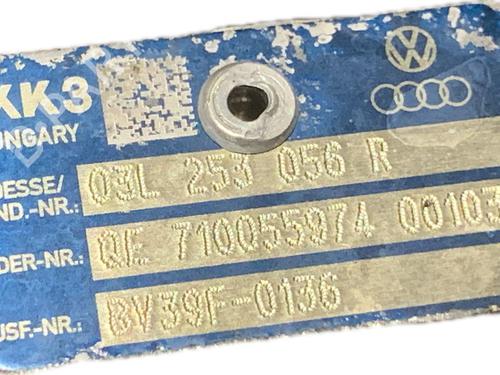 KK3
UNGARY
DESSE/
ND.-NR.: 03L 253 056 R
DER-NR.: QE 710055974 00103
USF.-NR.: BV39F-0136